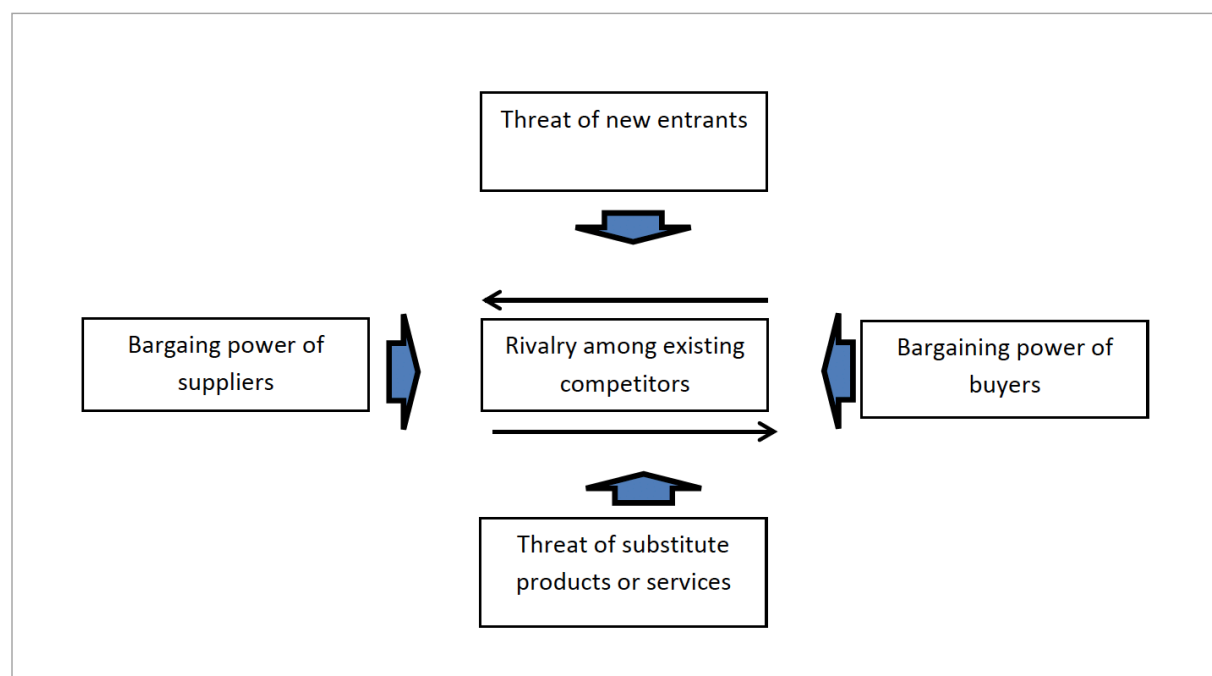 Threat of new entrants
Bargaing power of
suppliers
Rivalry among existing
competitors
Bargaining power of
buyers
Threat of substitute
products or services